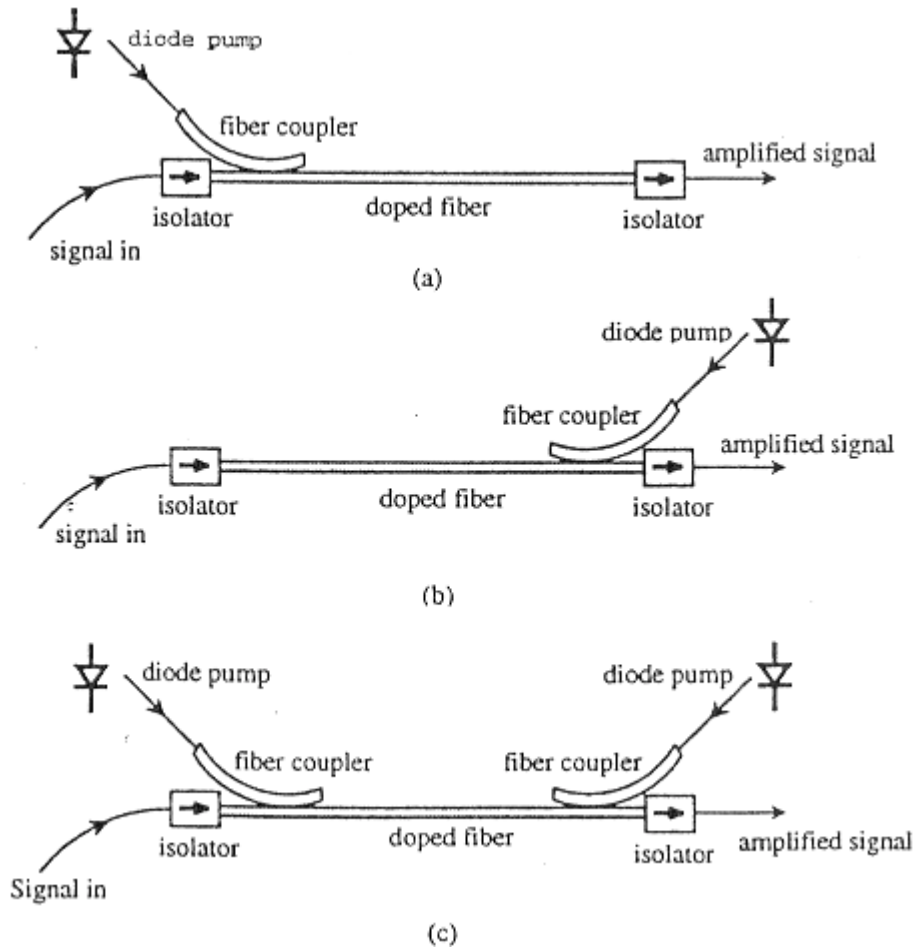 diode pump
fiber coupler
amplified signal
isolator
doped fiber
isolator
signal in
(a)
diode pump
fiber coupler
amplified signal
isolator
doped fiber
isolator
signal in
(b)
diode pump
diode pump
fiber coupler
fiber coupler
isolator
doped fiber
isolator
amplified signal
Signal in
(c)